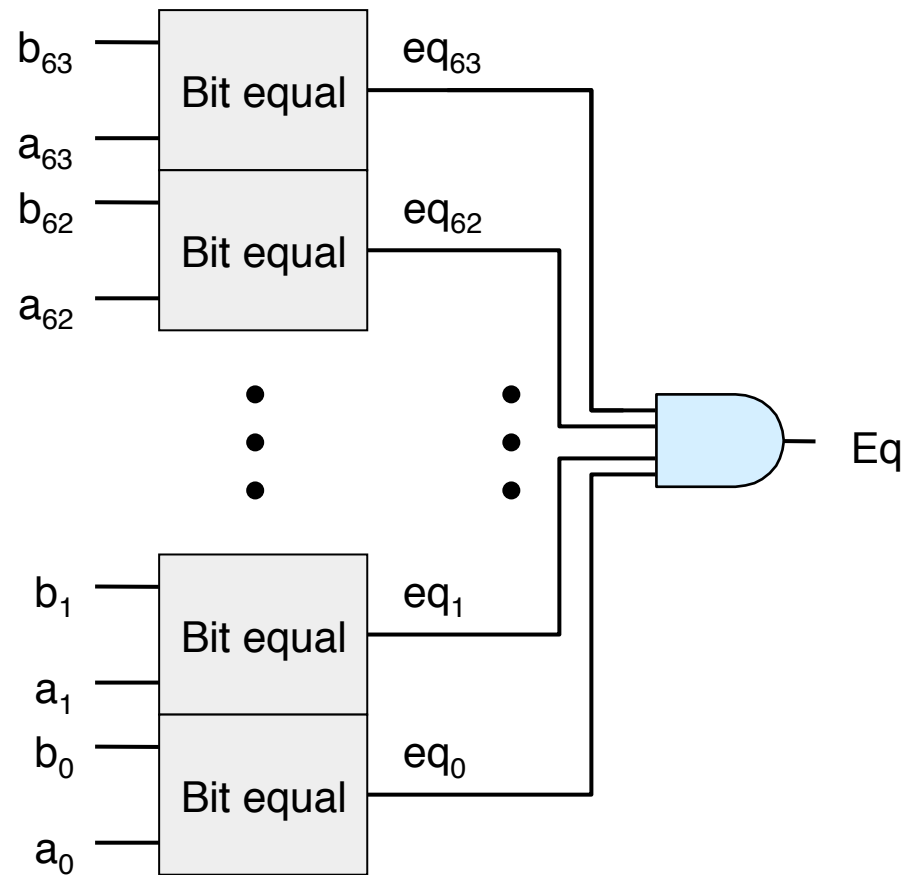 b₆₃
Bit equal
eq₆₃
a₆₃
b₆₂
Bit equal
eq₆₂
a₆₂
Eq
b₁
Bit equal
eq₁
a₁
b₀
Bit equal
eq₀
a₀